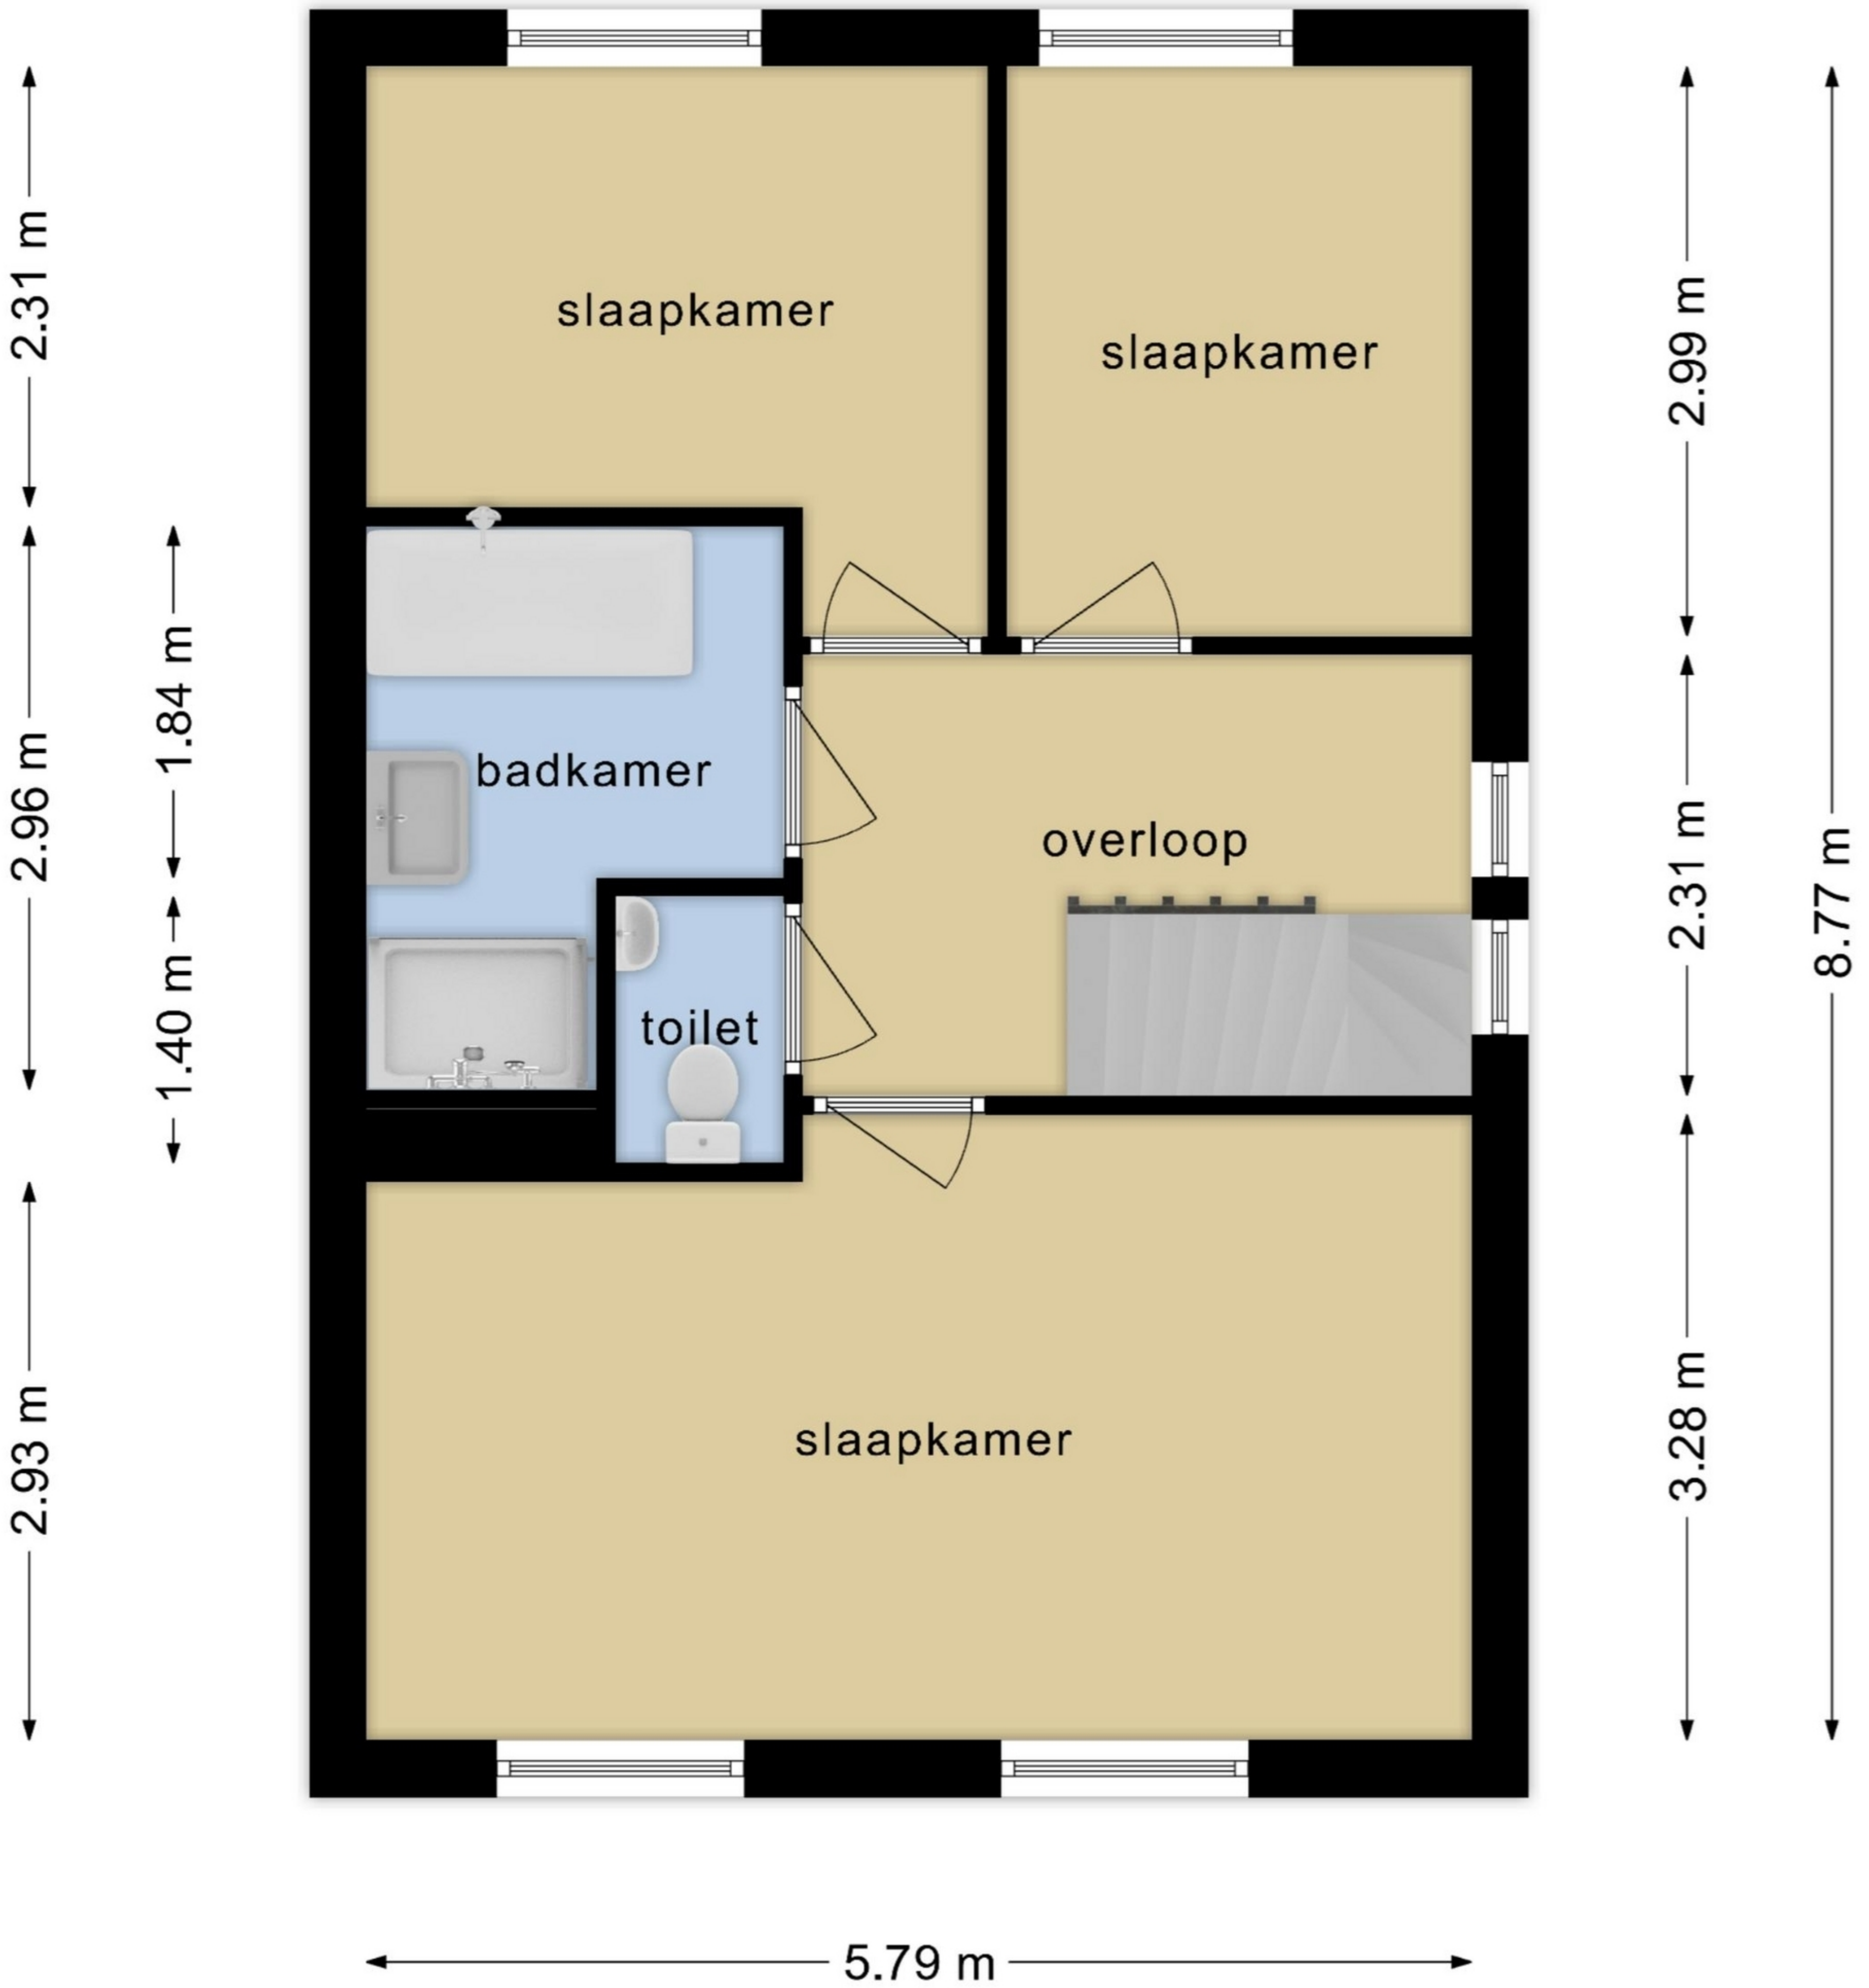 slaapkamer
slaapkamer
badkamer
overloop
toilet
slaapkamer
2.31 m
2.96 m
2.93 m
1.84 m
1.40 m
2.99 m
2.31 m
3.28 m
8.77 m
5.79 m